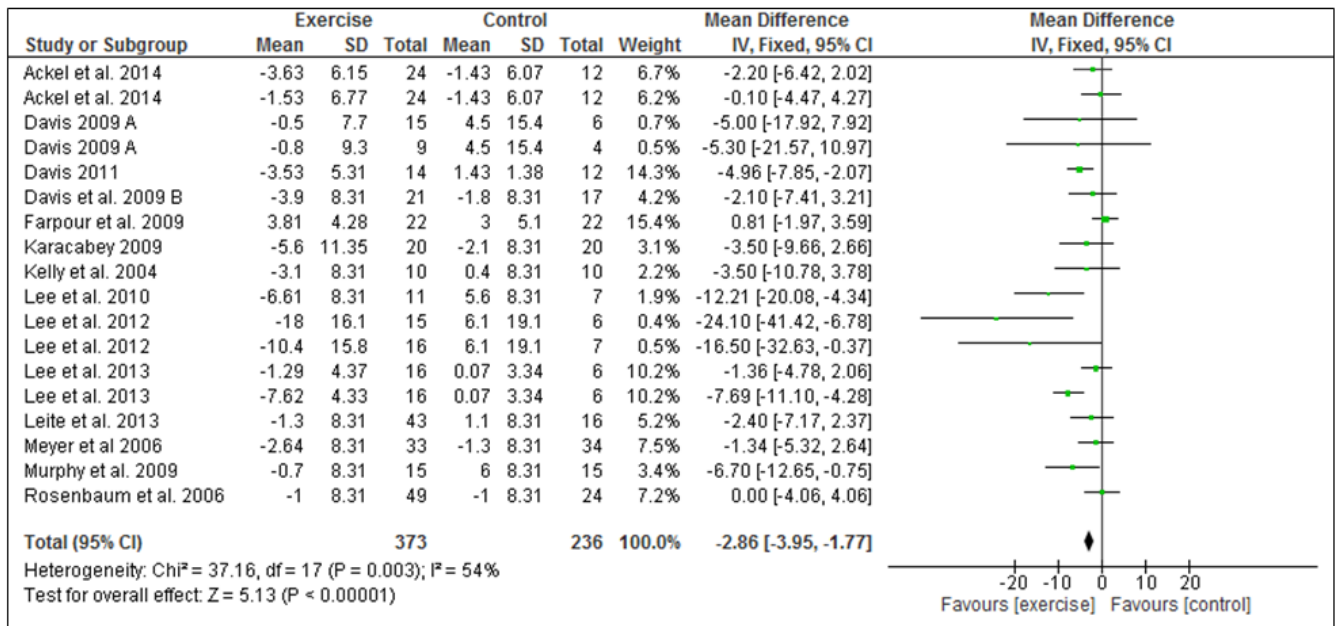 Exercise Control Mean Difference Mean Difference
Study or Subgroup Mean SD Total Mean SD Total Weight IV, Fixed, 95% CI IV, Fixed, 95% CI
Ackel et al. 2014 -3.63 6.15 24 -1.43 6.07 12 6.7% -2.20 [-6.42, 2.02]
Ackel et al. 2014 -1.53 6.77 24 -1.43 6.07 12 6.2% -0.10 [-4.47, 4.27]
Davis 2009 A -0.5 7.7 15 4.5 15.4 6 0.7% -5.00 [-17.92, 7.92]
Davis 2009 A -0.8 9.3 9 4.5 15.4 4 0.5% -5.30 [-21.57, 10.97]
Davis 2011 -3.53 5.31 14 1.43 1.38 12 14.3% -4.96 [-7.85, -2.07]
Davis et al. 2009 B -3.9 8.31 21 -1.8 8.31 17 4.2% -2.10 [-7.41, 3.21]
Farpour et al. 2009 3.81 4.28 22 3 5.1 22 15.4% 0.81 [-1.97, 3.59]
Karacabey 2009 -5.6 11.35 20 -2.1 8.31 20 3.1% -3.50 [-9.66, 2.66]
Kelly et al. 2004 -3.1 8.31 10 0.4 8.31 10 2.2% -3.50 [-10.78, 3.78]
Lee et al. 2010 -6.61 8.31 11 5.6 8.31 7 1.9% -12.21 [-20.08, -4.34]
Lee et al. 2012 -18 16.1 15 6.1 19.1 6 0.4% -24.10 [-41.42, -6.78]
Lee et al. 2012 -10.4 15.8 16 6.1 19.1 7 0.5% -16.50 [-32.63, -0.37]
Lee et al. 2013 -1.29 4.37 16 0.07 3.34 6 10.2% -1.36 [-4.78, 2.06]
Lee et al. 2013 -7.62 4.33 16 0.07 3.34 6 10.2% -7.69 [-11.10, -4.28]
Leite et al. 2013 -1.3 8.31 43 1.1 8.31 16 5.2% -2.40 [-7.17, 2.37]
Meyer et al 2006 -2.64 8.31 33 -1.3 8.31 34 7.5% -1.34 [-5.32, 2.64]
Murphy et al. 2009 -0.7 8.31 15 6 8.31 15 3.4% -6.70 [-12.65, -0.75]
Rosenbaum et al. 2006 -1 8.31 49 -1 8.31 24 7.2% 0.00 [-4.06, 4.06]
Total (95% CI) 373 236 100.0% -2.86 [-3.95, -1.77]
Heterogeneity: Chi² = 37.16, df = 17 (P = 0.003); I² = 54%
Test for overall effect: Z = 5.13 (P < 0.00001)
-20 -10 0 10 20
Favours [exercise] Favours [control]